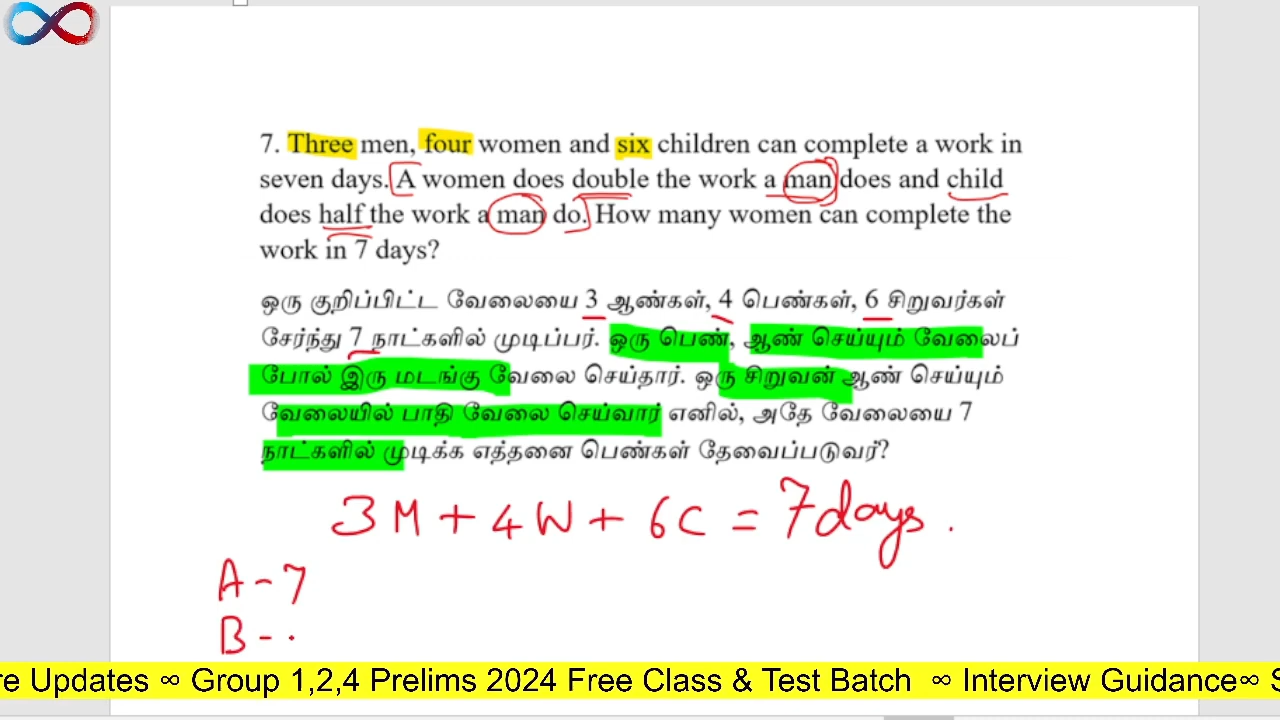 7. Three men, four women and six children can complete a work in
seven days. A women does double the work a man does and child
does half the work a man do. How many women can complete the
work in 7 days?
ஒரு குறிப்பிட்ட வேலையை 3 ஆண்கள், 4 பெண்கள், 6 சிறுவர்கள்
சேர்ந்து 7 நாட்களில் முடிப்பர். ஒரு பெண், ஆண் செய்யும் வேலைப்
போல் இரு மடங்கு வேலை செய்தார். ஒரு சிறுவன் ஆண் செய்யும்
வேலையில் பாதி வேலை செய்வார் எனில், அதே வேலையை 7
நாட்களில் முடிக்க எத்தனை பெண்கள் தேவைப்படுவர்?
3M + 4W + 6C = 7 days.
A - 7
B - .
re Updates ∞ Group 1,2,4 Prelims 2024 Free Class & Test Batch ∞ Interview Guidance∞ S